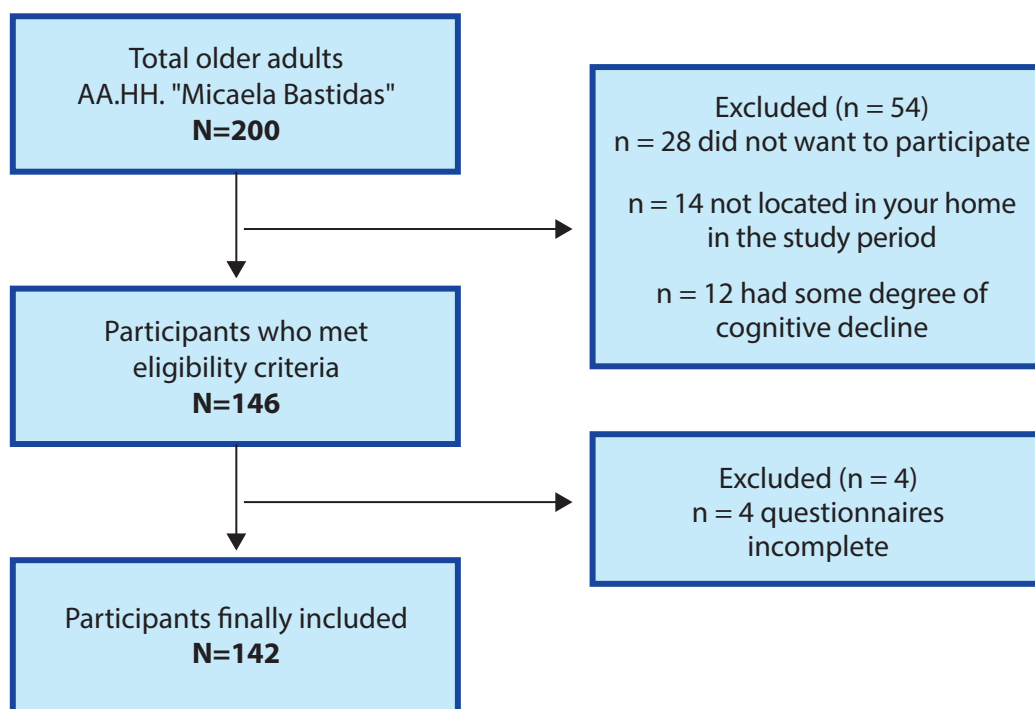 Total older adults
AA.HH. "Micaela Bastidas"
N=200
Excluded (n = 54)
n = 28 did not want to participate
n = 14 not located in your home
in the study period
n = 12 had some degree of
cognitive decline
Participants who met
eligibility criteria
N=146
Excluded (n = 4)
n = 4 questionnaires
incomplete
Participants finally included
N=142